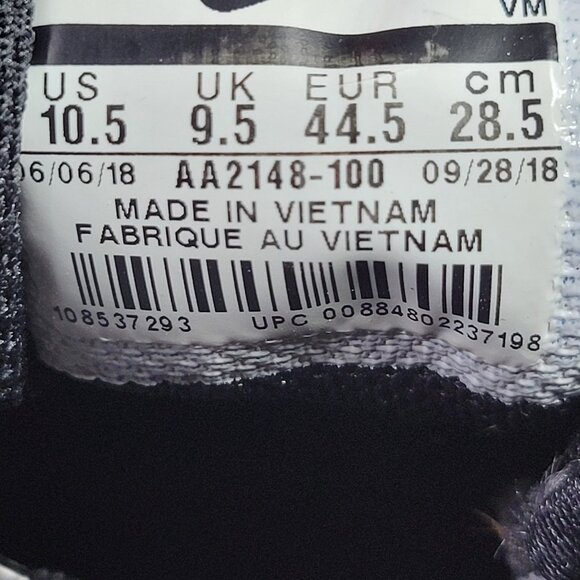 VM
US UK EUR cm
10.5 9.5 44.5 28.5
06/06/18 AA2148-100 09/28/18
MADE IN VIETNAM
FABRIQUE AU VIETNAM
108537293 UPC 00884802237198